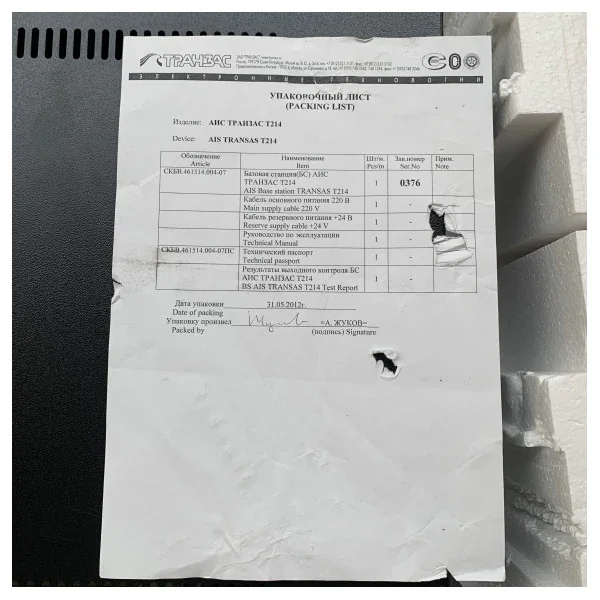 ТРАНЗАС
ЭЛЕКТРОННЫЕ ТЕХНОЛОГИИ
УПАКОВОЧНЫЙ ЛИСТ
(PACKING LIST)
Изделие: АИС ТРАНЗАС Т214
Device: AIS TRANSAS T214
Обозначение Наименование Шт/м. Зав.номер Прим.
Article Item Pcs/m Ser.No Note
СКБВ.461514.004-07 Базовая станция(БС) АИС
ТРАНЗАС Т214 1 0376
AIS Base station TRANSAS T214
Кабель основного питания 220 В 1 -
Main supply cable 220 V
Кабель резервного питания +24 В 1 -
Reserve supply cable +24 V
Руководство по эксплуатации 1 -
Technical Manual
СКБВ.461514.004-07ПС Технический паспорт 1 -
Technical passport
Результаты выходного контроля БС
АИС ТРАНЗАС Т214 1 -
BS AIS TRANSAS T214 Test Report
Дата упаковки 31.05.2012г.
Date of packing
Упаковку произвел =А. ЖУКОВ=
Packed by (подпись) Signature